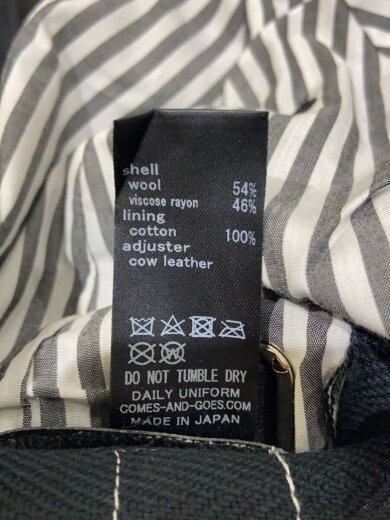 shell
wool 54%
viscose rayon 46%
lining
cotton 100%
adjuster
cow leather
W
DO NOT TUMBLE DRY
DAILY UNIFORM
COMES-AND-GOES.COM
MADE IN JAPAN